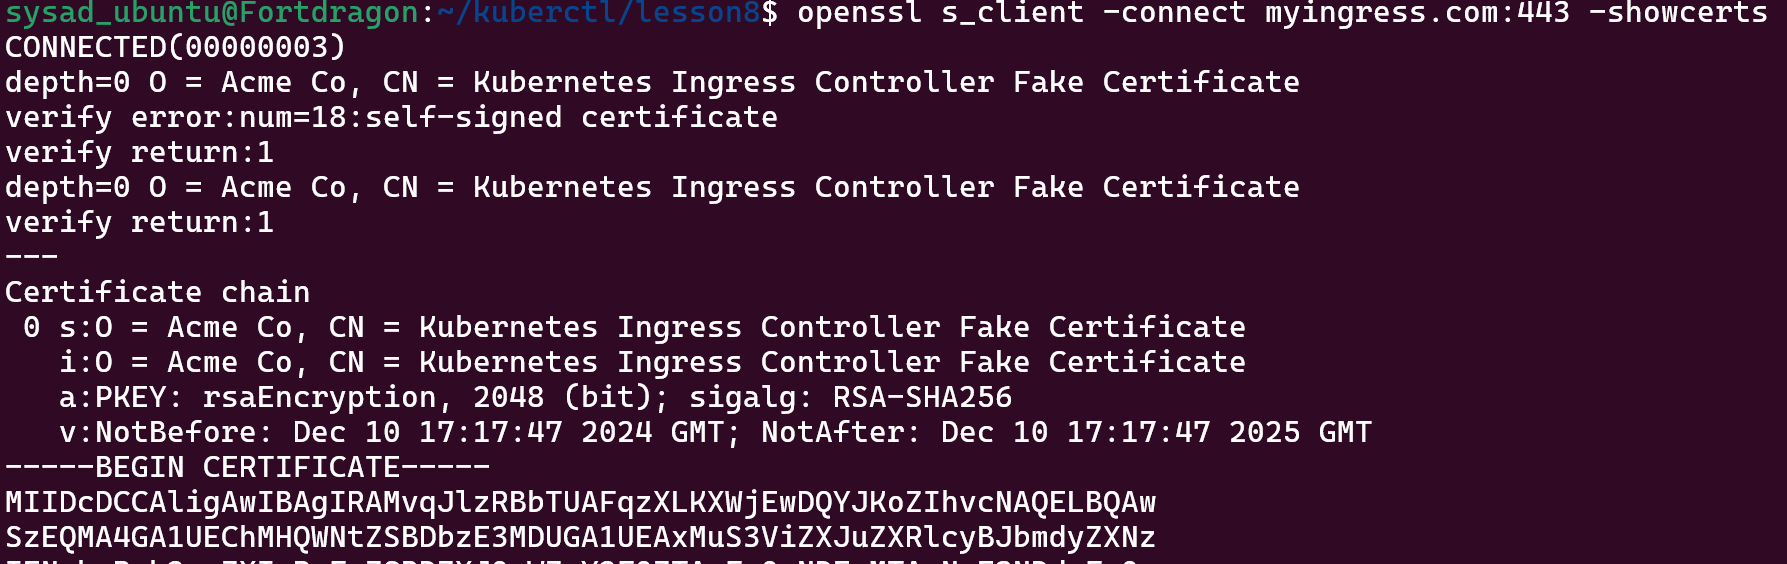 sysad_ubuntu@Fortdragon:~/kuberctl/lesson8$ openssl s_client -connect myingress.com:443 -showcerts
CONNECTED(00000003)
depth=0 O = Acme Co, CN = Kubernetes Ingress Controller Fake Certificate
verify error:num=18:self-signed certificate
verify return:1
depth=0 O = Acme Co, CN = Kubernetes Ingress Controller Fake Certificate
verify return:1
---
Certificate chain
 0 s:O = Acme Co, CN = Kubernetes Ingress Controller Fake Certificate
   i:O = Acme Co, CN = Kubernetes Ingress Controller Fake Certificate
   a:PKEY: rsaEncryption, 2048 (bit); sigalg: RSA-SHA256
   v:NotBefore: Dec 10 17:17:47 2024 GMT; NotAfter: Dec 10 17:17:47 2025 GMT
-----BEGIN CERTIFICATE-----
MIIDcDCCAligAwIBAgIRAMvqJlzRBbTUAFqzXLKXWjEwDQYJKoZIhvcNAQELBQAw
SzEQMA4GA1UEChMHQWNtZSBDbzE3MDUGA1UEAxMuS3ViZXJuZXRlcyBJbmdyZXNz